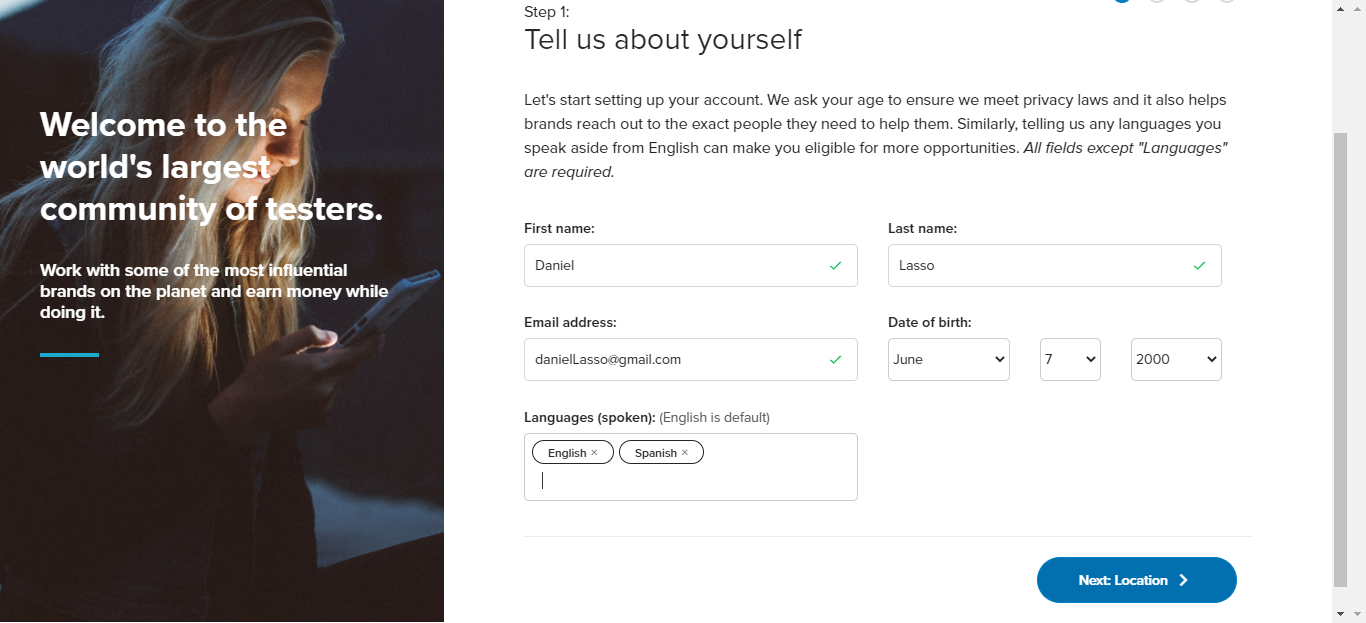 Welcome to the
world's largest
community of testers.
Work with some of the most influential
brands on the planet and earn money while
doing it.
Step 1:
Tell us about yourself
Let's start setting up your account. We ask your age to ensure we meet privacy laws and it also helps
brands reach out to the exact people they need to help them. Similarly, telling us any languages you
speak aside from English can make you eligible for more opportunities. All fields except "Languages"
are required.
First name:
Last name:
Daniel
Lasso
Email address:
Date of birth:
danielLasso@gmail.com
June
7
2000
Languages (spoken): (English is default)
English × Spanish ×
Next: Location